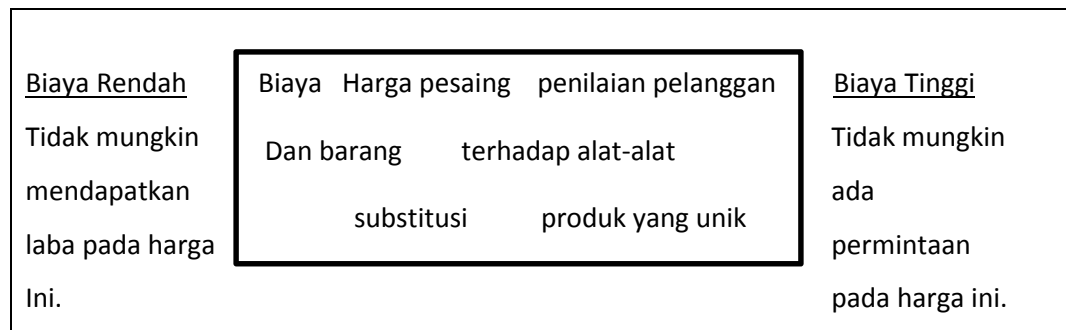 Biaya Rendah
Tidak mungkin
mendapatkan
laba pada harga
Ini.
Biaya Harga pesaing penilaian pelanggan
Dan barang terhadap alat-alat
substitusi produk yang unik
Biaya Tinggi
Tidak mungkin
ada
permintaan
pada harga ini.